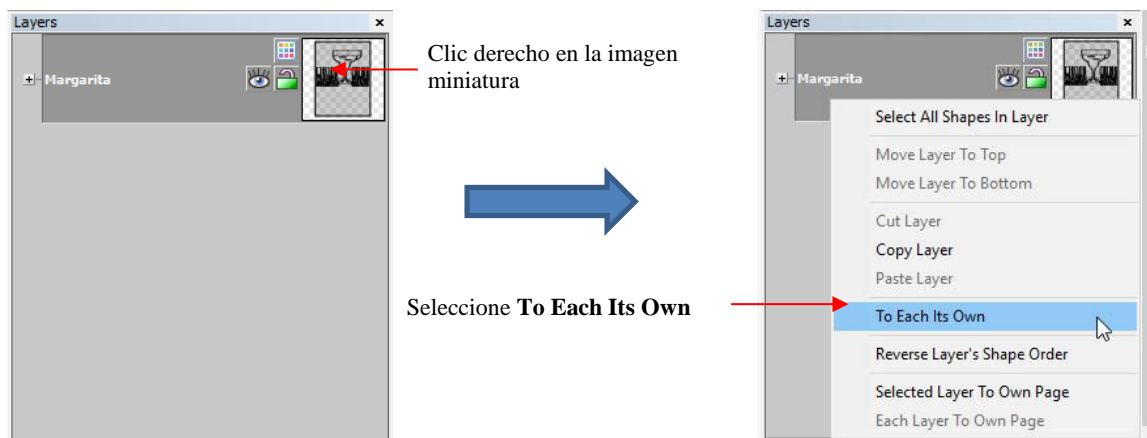 Layers x
Margarita
Clic derecho en la imagen
miniatura
Seleccione To Each Its Own
Layers x
Margarita
Select All Shapes In Layer
Move Layer To Top
Move Layer To Bottom
Cut Layer
Copy Layer
Paste Layer
To Each Its Own
Reverse Layer's Shape Order
Selected Layer To Own Page
Each Layer To Own Page